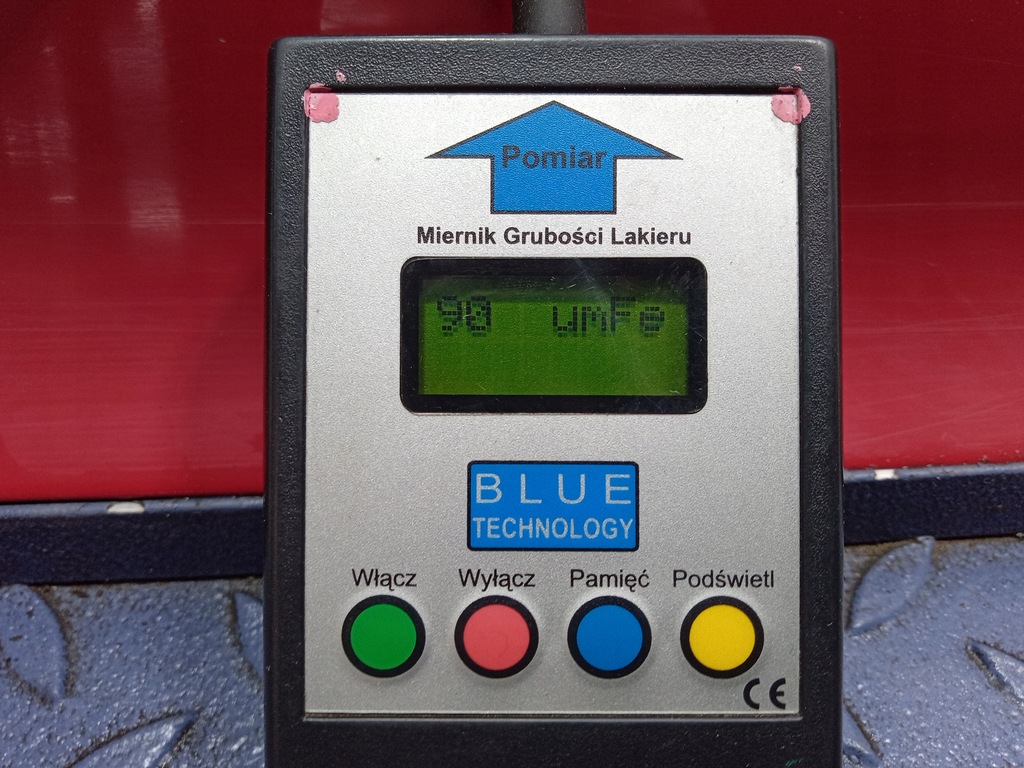 Pomiar
Miernik Grubości Lakieru
90 umFe
BLUE
TECHNOLOGY
Włącz Wyłącz Pamięć Podświetl
CE